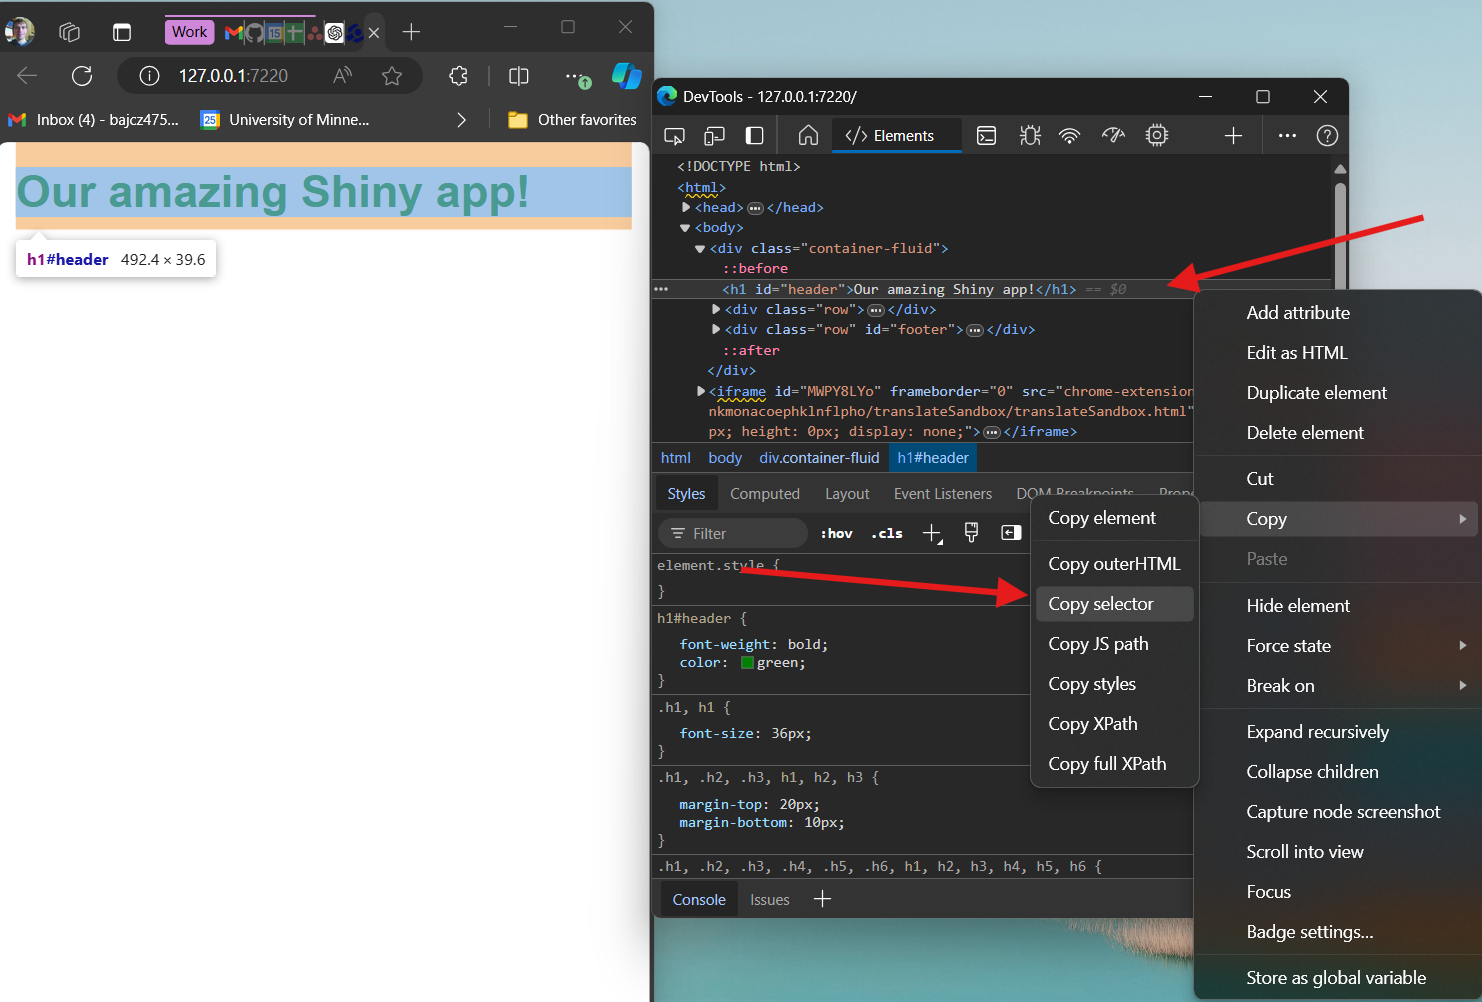 Work
15
127.0.0.1:7220
Inbox (4) - bajcz475...
25
University of Minne...
Other favorites
Our amazing Shiny app!
h1#header 492.4 × 39.6
DevTools - 127.0.0.1:7220/
</> Elements
<!DOCTYPE html>
<html>
<head>…</head>
<body>
<div class="container-fluid">
::before
<h1 id="header">Our amazing Shiny app!</h1> == $0
<div class="row">…</div>
<div class="row" id="footer">…</div>
::after
</div>
<iframe id="MWPY8LYo" frameborder="0" src="chrome-extension
nkmonacoephklnflpho/translateSandbox/translateSandbox.html"
px; height: 0px; display: none;">…</iframe>
html body div.container-fluid h1#header
Styles Computed Layout Event Listeners DOM Breakpoints Prope
Filter
:hov .cls
element.style {
}
h1#header {
font-weight: bold;
color: green;
}
.h1, h1 {
font-size: 36px;
}
.h1, .h2, .h3, h1, h2, h3 {
margin-top: 20px;
margin-bottom: 10px;
}
.h1, .h2, .h3, .h4, .h5, .h6, h1, h2, h3, h4, h5, h6 {
Console Issues
Copy element
Copy outerHTML
Copy selector
Copy JS path
Copy styles
Copy XPath
Copy full XPath
Add attribute
Edit as HTML
Duplicate element
Delete element
Cut
Copy
Paste
Hide element
Force state
Break on
Expand recursively
Collapse children
Capture node screenshot
Scroll into view
Focus
Badge settings...
Store as global variable